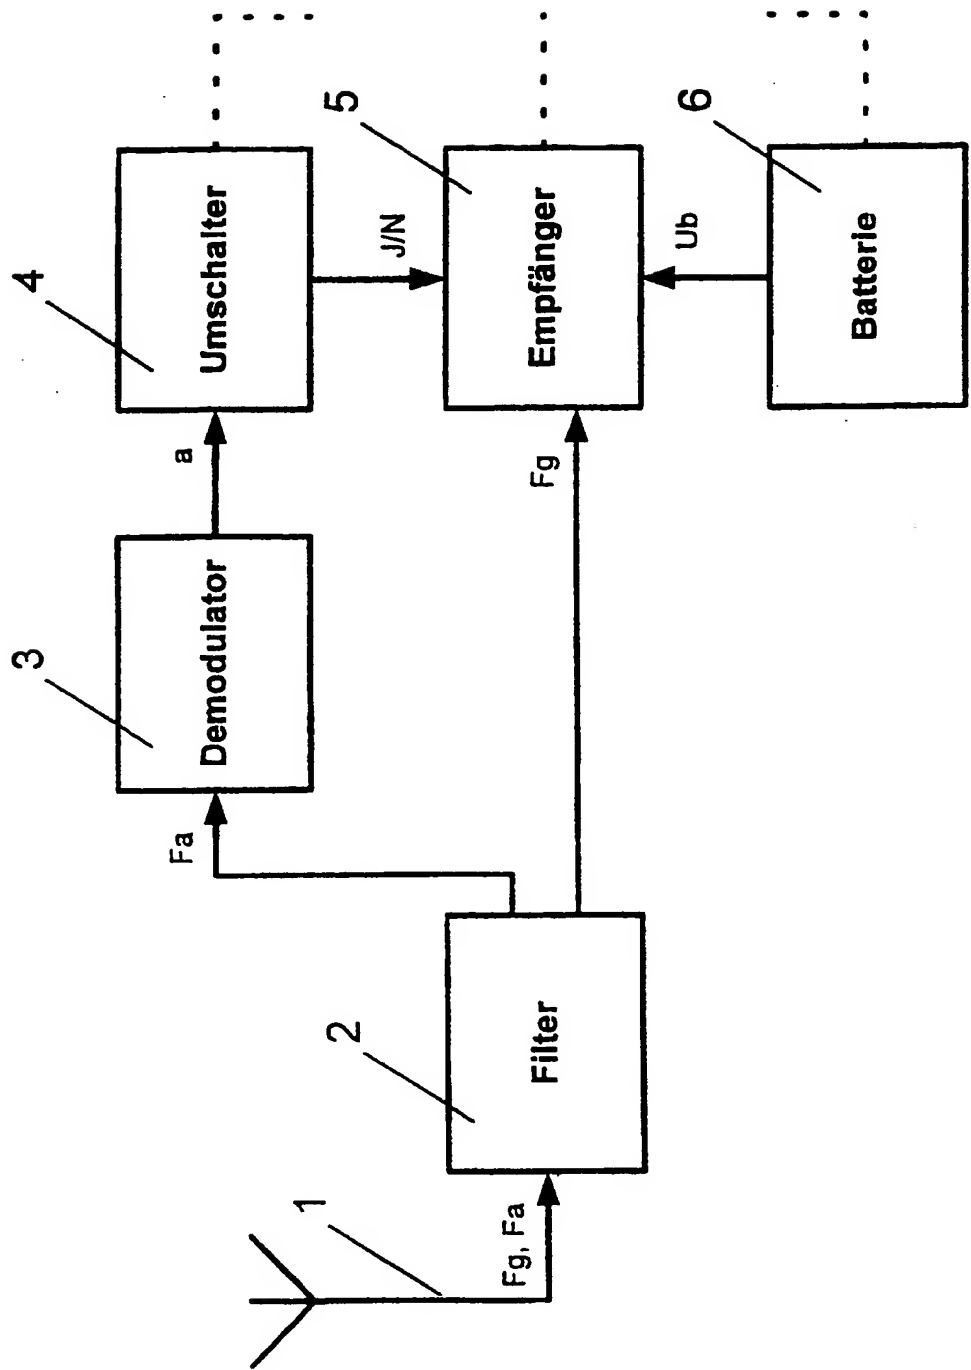 3
4
Fa
a
Demodulator
Umschalter
1
2
5
J/N
Fg, Fa
Filter
Fg
Empfänger
Ub
6
Batterie